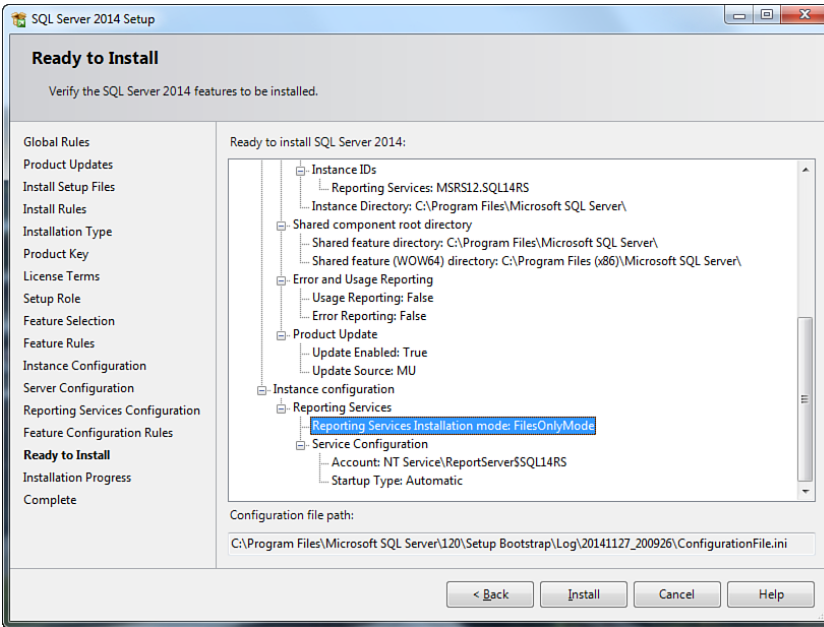 SQL Server 2014 Setup
Ready to Install
Verify the SQL Server 2014 features to be installed.
Global Rules
Product Updates
Install Setup Files
Install Rules
Installation Type
Product Key
License Terms
Setup Role
Feature Selection
Feature Rules
Instance Configuration
Server Configuration
Reporting Services Configuration
Feature Configuration Rules
Ready to Install
Installation Progress
Complete
Ready to install SQL Server 2014:
Instance IDs
Reporting Services: MSRS12.SQL14RS
Instance Directory: C:\Program Files\Microsoft SQL Server\
Shared component root directory
Shared feature directory: C:\Program Files\Microsoft SQL Server\
Shared feature (WOW64) directory: C:\Program Files (x86)\Microsoft SQL Server\
Error and Usage Reporting
Usage Reporting: False
Error Reporting: False
Product Update
Update Enabled: True
Update Source: MU
Instance configuration
Reporting Services
Reporting Services Installation mode: FilesOnlyMode
Service Configuration
Account: NT Service\ReportServer$SQL14RS
Startup Type: Automatic
Configuration file path:
C:\Program Files\Microsoft SQL Server\120\Setup Bootstrap\Log\20141127_200926\ConfigurationFile.ini
< Back Install Cancel Help